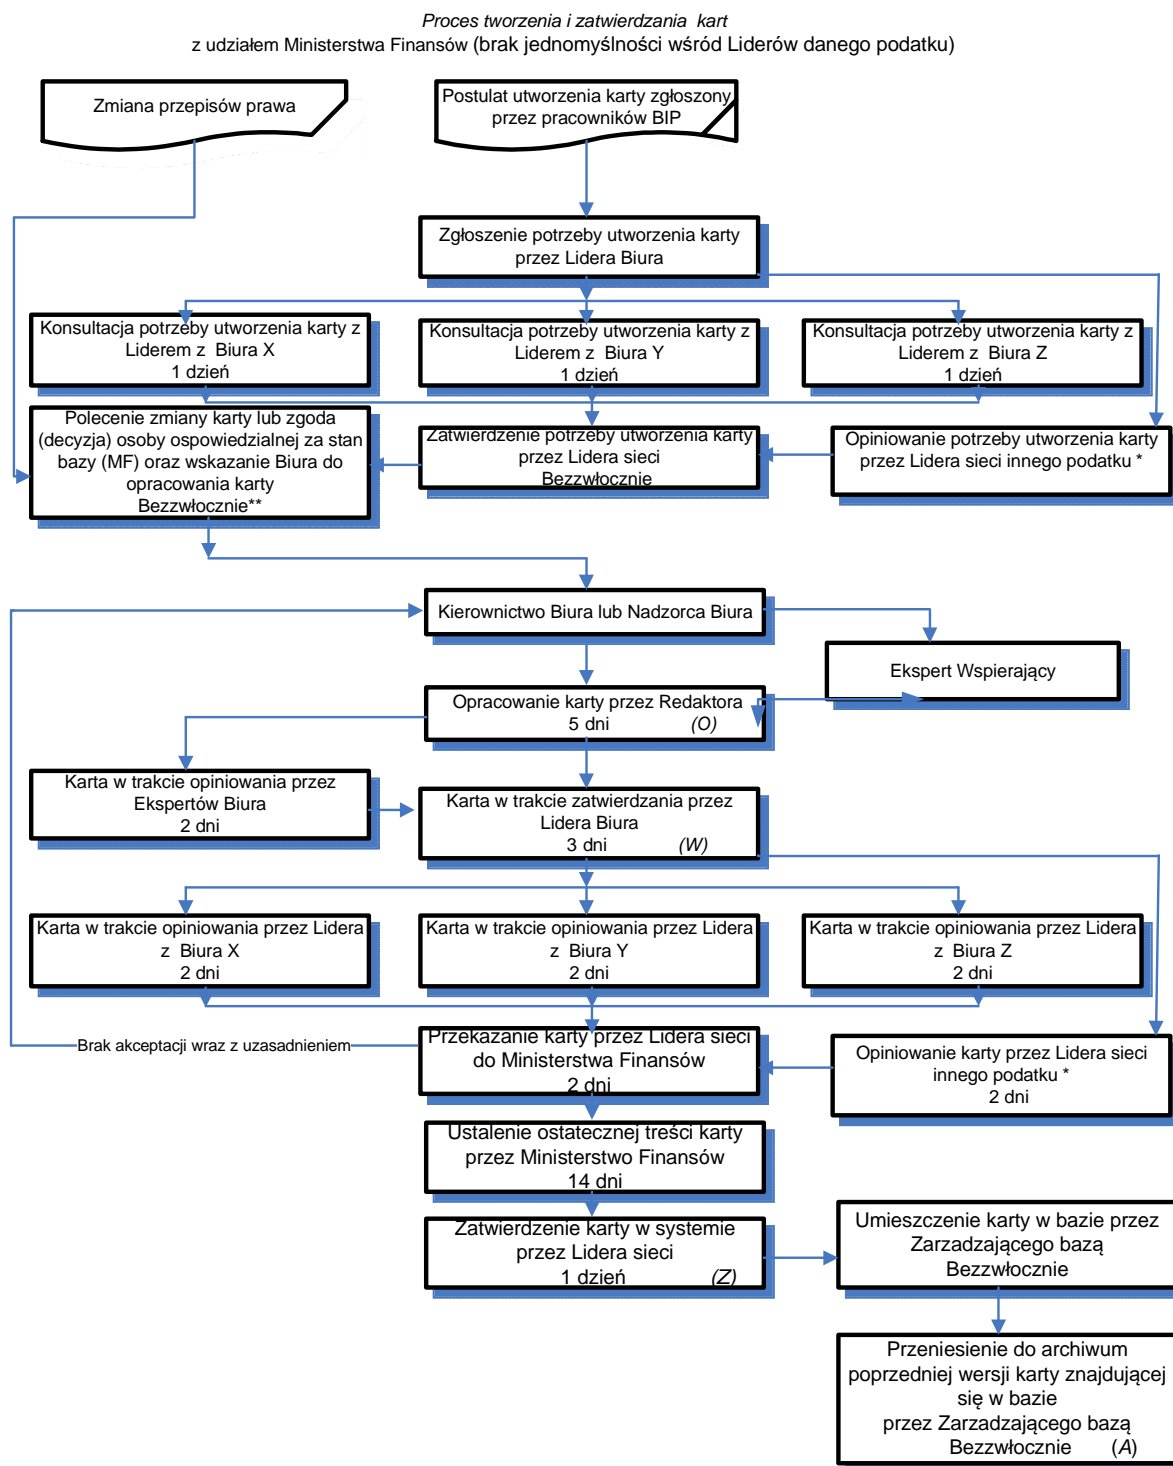 Proces tworzenia i zatwierdzania kart
z udziałem Ministerstwa Finansów (brak jednomyślności wśród Liderów danego podatku)
Zmiana przepisów prawa
Postulat utworzenia karty zgłoszony
przez pracowników BIP
Zgłoszenie potrzeby utworzenia karty
przez Lidera Biura
Konsultacja potrzeby utworzenia karty z
Liderem z Biura X
1 dzień
Konsultacja potrzeby utworzenia karty z
Liderem z Biura Y
1 dzień
Konsultacja potrzeby utworzenia karty z
Liderem z Biura Z
1 dzień
Polecenie zmiany karty lub zgoda
(decyzja) osoby ospowiedzialnej za stan
bazy (MF) oraz wskazanie Biura do
opracowania karty
Bezzwłocznie**
Zatwierdzenie potrzeby utworzenia karty
przez Lidera sieci
Bezzwłocznie
Opiniowanie potrzeby utworzenia karty
przez Lidera sieci innego podatku *
Kierownictwo Biura lub Nadzorca Biura
Ekspert Wspierający
Opracowanie karty przez Redaktora
5 dni (O)
Karta w trakcie opiniowania przez
Ekspertów Biura
2 dni
Karta w trakcie zatwierdzania przez
Lidera Biura
3 dni (W)
Karta w trakcie opiniowania przez Lidera
z Biura X
2 dni
Karta w trakcie opiniowania przez Lidera
z Biura Y
2 dni
Karta w trakcie opiniowania przez Lidera
z Biura Z
2 dni
Brak akceptacji wraz z uzasadnieniem
Przekazanie karty przez Lidera sieci
do Ministerstwa Finansów
2 dni
Opiniowanie karty przez Lidera sieci
innego podatku *
2 dni
Ustalenie ostatecznej treści karty
przez Ministerstwo Finansów
14 dni
Zatwierdzenie karty w systemie
przez Lidera sieci
1 dzień (Z)
Umieszczenie karty w bazie przez
Zarzadzającego bazą
Bezzwłocznie
Przeniesienie do archiwum
poprzedniej wersji karty znajdującej
się w bazie
przez Zarzadzającego bazą
Bezzwłocznie (A)